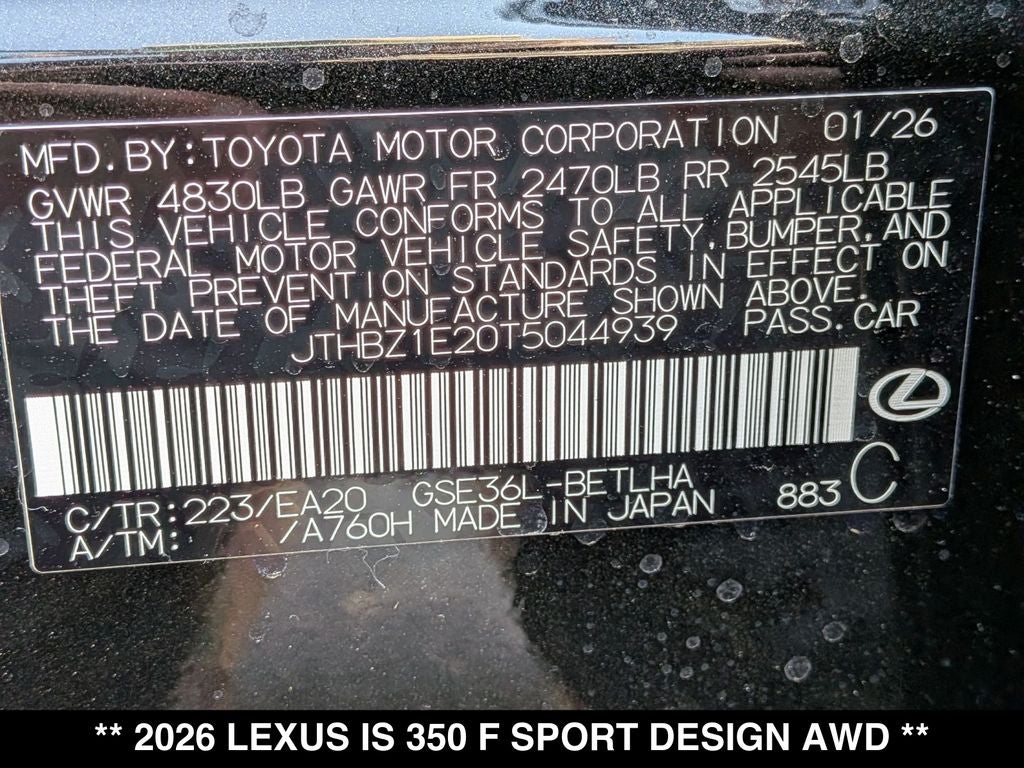 MFD.BY:TOYOTA MOTOR CORPORATION 01/26
GVWR 4830LB GAWR FR 2470LB RR 2545LB
THIS VEHICLE CONFORMS TO ALL APPLICABLE
FEDERAL MOTOR VEHICLE SAFETY,BUMPER,AND
THEFT PREVENTION STANDARDS IN EFFECT ON
THE DATE OF MANUFACTURE SHOWN ABOVE.
JTHBZ1E20T5044939 PASS.CAR
C/TR:223/EA20 GSE36L-BETLHA 883 C
A/TM: /A760H MADE IN JAPAN
** 2026 LEXUS IS 350 F SPORT DESIGN AWD **